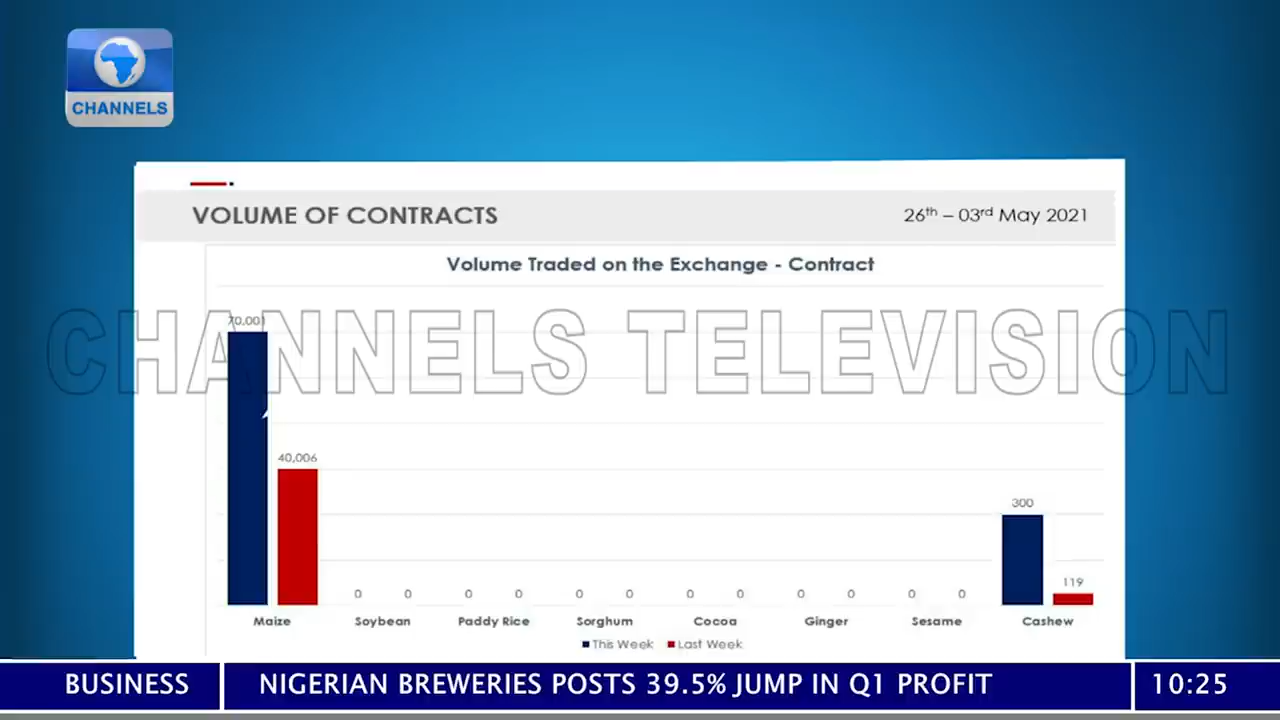 CHANNELS
VOLUME OF CONTRACTS
26th – 03rd May 2021
Volume Traded on the Exchange - Contract
CHANNELS TELEVISION
70,001
40,006
300
119
0 0 0 0 0 0 0 0 0 0 0 0
Maize Soybean Paddy Rice Sorghum Cocoa Ginger Sesame Cashew
This Week Last Week
BUSINESS NIGERIAN BREWERIES POSTS 39.5% JUMP IN Q1 PROFIT 10:25